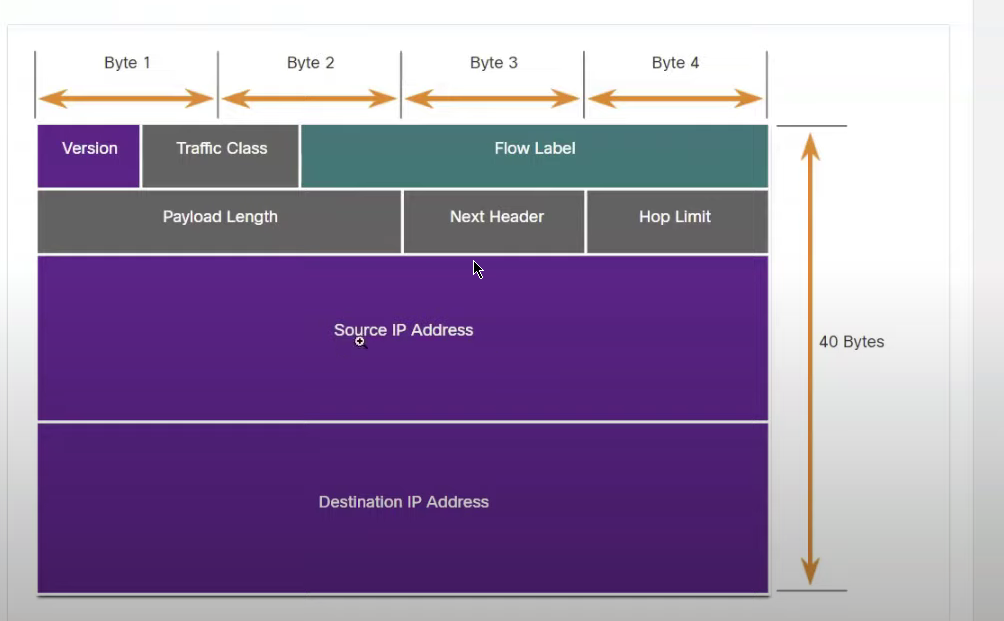 Byte 1 Byte 2 Byte 3 Byte 4
Version Traffic Class Flow Label
Payload Length Next Header Hop Limit
Source IP Address
40 Bytes
Destination IP Address